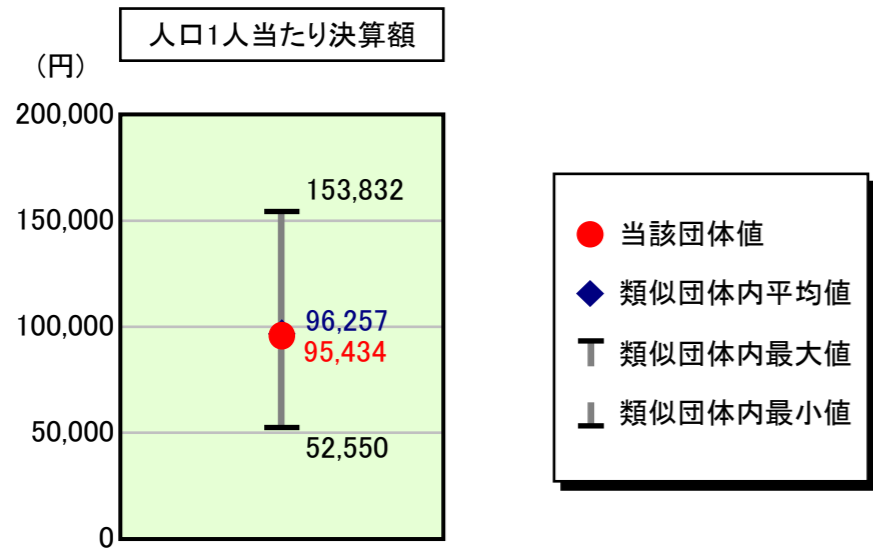 人口1人当たり決算額
(円)
200,000
150,000
100,000
50,000
0
153,832
96,257
95,434
52,550
当該団体値
類似団体内平均値
類似団体内最大値
類似団体内最小値